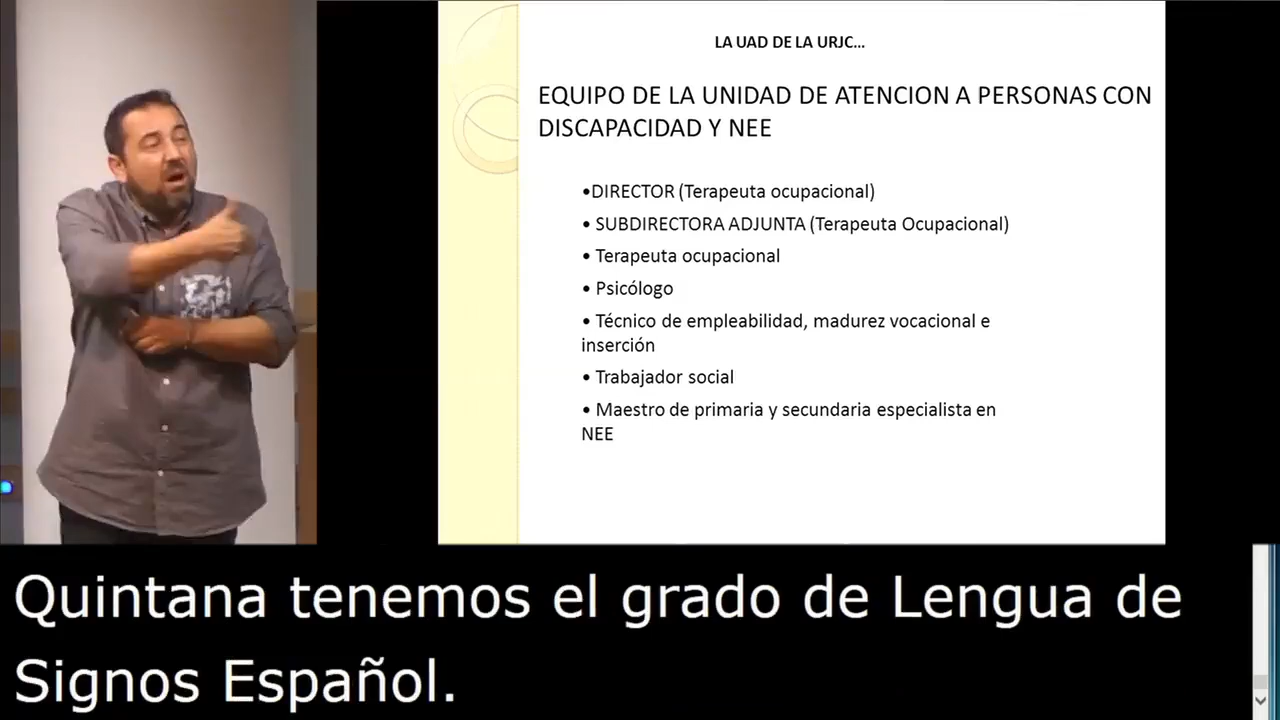 LA UAD DE LA URJC...
EQUIPO DE LA UNIDAD DE ATENCION A PERSONAS CON
DISCAPACIDAD Y NEE
•DIRECTOR (Terapeuta ocupacional)
• SUBDIRECTORA ADJUNTA (Terapeuta Ocupacional)
• Terapeuta ocupacional
• Psicólogo
• Técnico de empleabilidad, madurez vocacional e
inserción
• Trabajador social
• Maestro de primaria y secundaria especialista en
NEE
Quintana tenemos el grado de Lengua de
Signos Español.